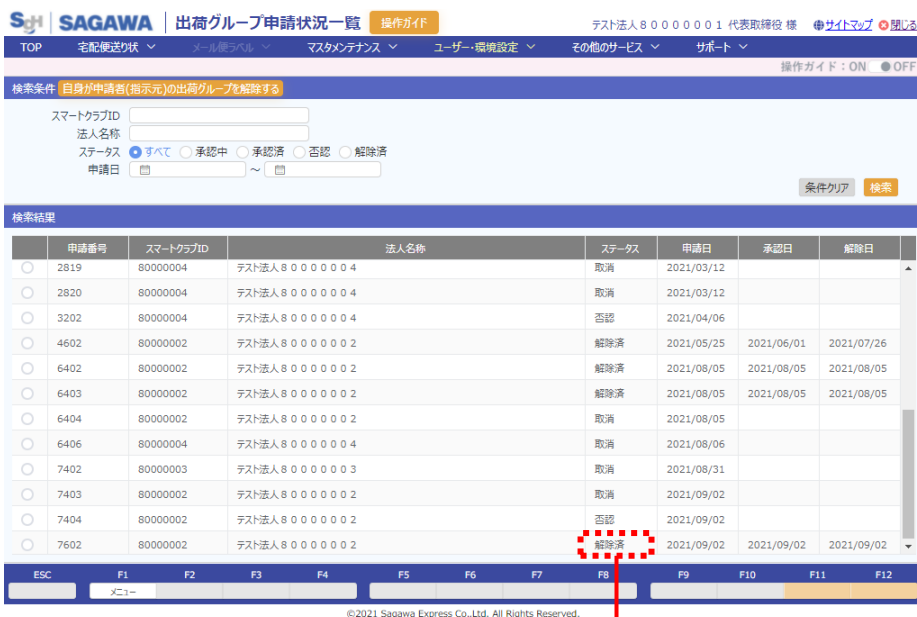 SGH SAGAWA 出荷グループ申請状況一覧 操作ガイド テスト法人８００００００１ 代表取締役 様 サイトマップ 閉じる
TOP 宅配便送り状 メール便ラベル マスタメンテナンス ユーザー・環境設定 その他のサービス サポート
操作ガイド：ON OFF
検索条件 自身が申請者(指示元)の出荷グループを解除する
スマートクラブID
法人名称
ステータス すべて 承認中 承認済 否認 解除済
申請日 ～
条件クリア 検索
検索結果
申請番号 スマートクラブID 法人名称 ステータス 申請日 承認日 解除日
2819 80000004 テスト法人８０００００００４ 取消 2021/03/12
2820 80000004 テスト法人８０００００００４ 取消 2021/03/12
3202 80000004 テスト法人８０００００００４ 否認 2021/04/06
4602 80000002 テスト法人８０００００００２ 解除済 2021/05/25 2021/06/01 2021/07/26
6402 80000002 テスト法人８０００００００２ 解除済 2021/08/05 2021/08/05 2021/08/05
6403 80000002 テスト法人８０００００００２ 解除済 2021/08/05 2021/08/05 2021/08/05
6404 80000002 テスト法人８０００００００２ 取消 2021/08/05
6406 80000004 テスト法人８０００００００４ 取消 2021/08/06
7402 80000003 テスト法人８０００００００３ 取消 2021/08/31
7403 80000002 テスト法人８０００００００２ 取消 2021/09/02
7404 80000002 テスト法人８０００００００２ 否認 2021/09/02
7602 80000002 テスト法人８０００００００２ 解除済 2021/09/02 2021/09/02 2021/09/02
ESC F1 F2 F3 F4 F5 F6 F7 F8 F9 F10 F11 F12
メニュー
©2021 Sagawa Express Co.,Ltd. All Rights Reserved.